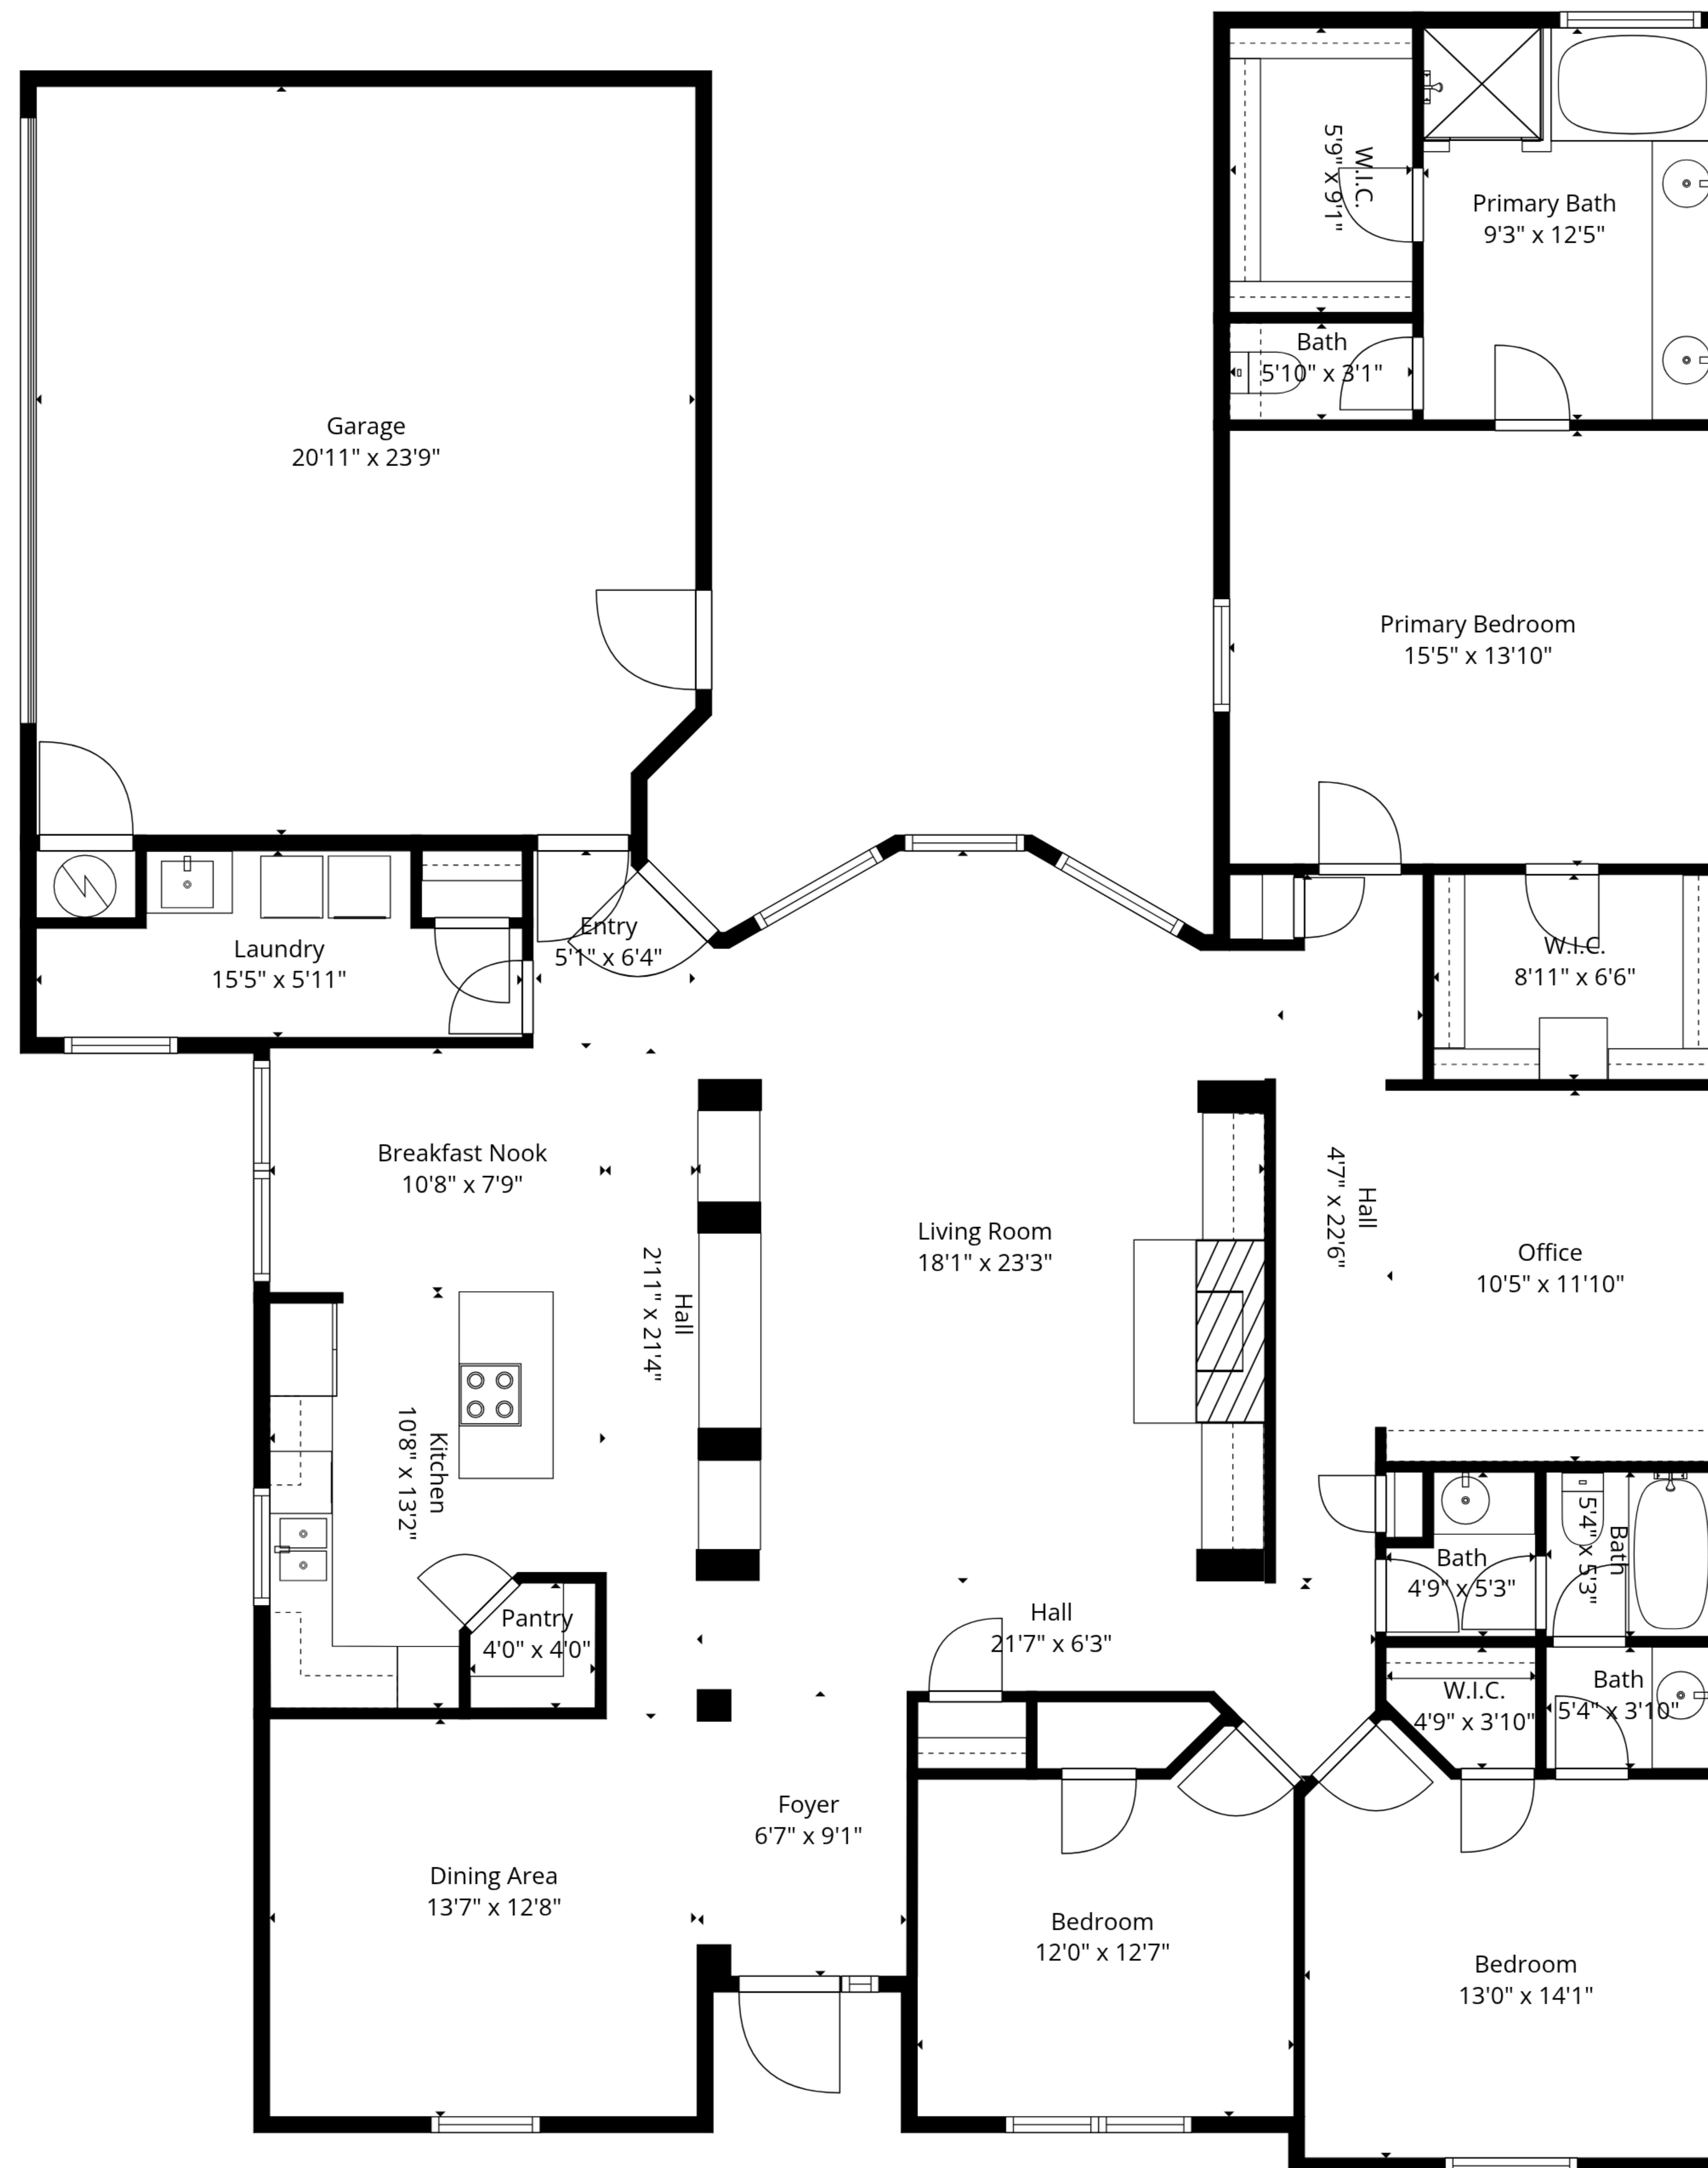 W.I.C.
5'9" x 9'1"
Primary Bath
9'3" x 12'5"
Bath
5'10" x 3'1"
Garage
20'11" x 23'9"
Primary Bedroom
15'5" x 13'10"
Entry
5'1" x 6'4"
Laundry
15'5" x 5'11"
W.I.C.
8'11" x 6'6"
Breakfast Nook
10'8" x 7'9"
Hall
2'11" x 21'4"
Living Room
18'1" x 23'3"
Hall
4'7" x 22'6"
Office
10'5" x 11'10"
Kitchen
10'8" x 13'2"
Bath
4'9" x 5'3"
Bath
5'4" x 5'3"
Pantry
4'0" x 4'0"
Hall
21'7" x 6'3"
W.I.C.
4'9" x 3'10"
Bath
5'4" x 3'10"
Foyer
6'7" x 9'1"
Dining Area
13'7" x 12'8"
Bedroom
12'0" x 12'7"
Bedroom
13'0" x 14'1"